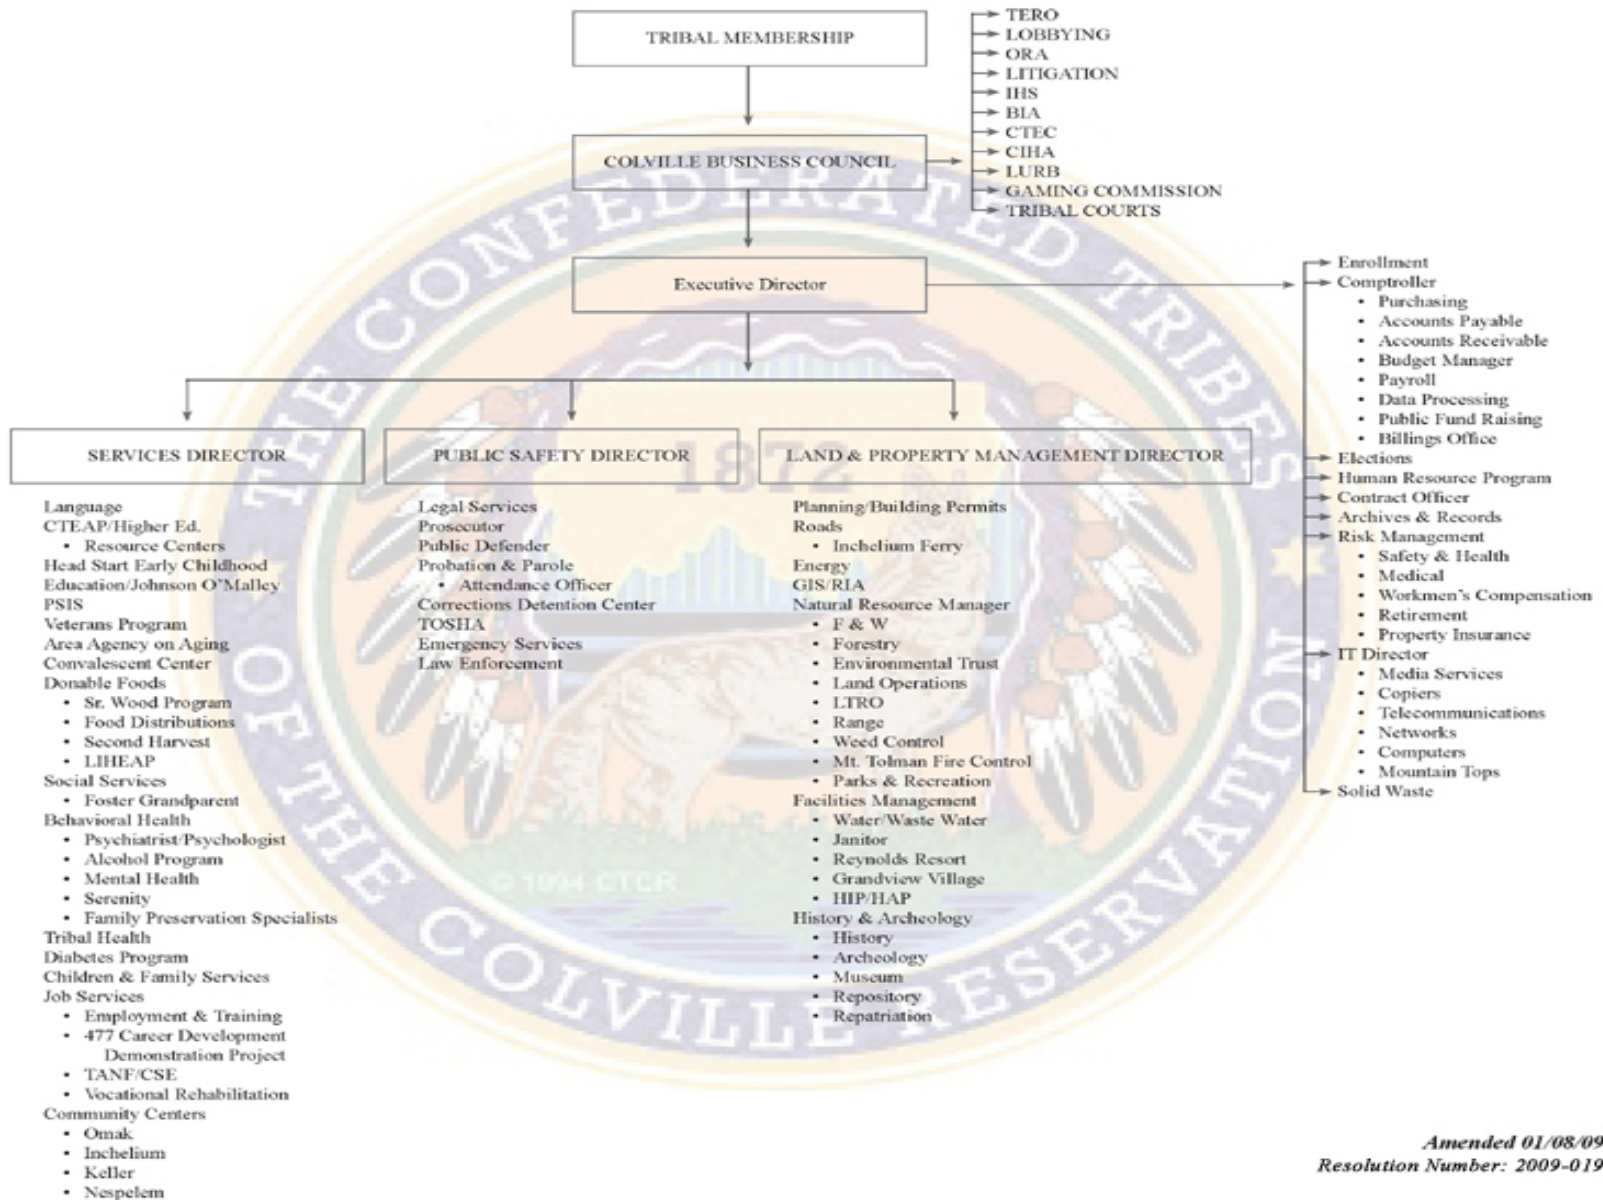 TRIBAL MEMBERSHIP
TERO
LOBBYING
ORA
LITIGATION
IHS
BIA
CTEC
CIHA
LURB
GAMING COMMISSION
TRIBAL COURTS
COLVILLE BUSINESS COUNCIL
Executive Director
Enrollment
Comptroller
• Purchasing
• Accounts Payable
• Accounts Receivable
• Budget Manager
• Payroll
• Data Processing
• Public Fund Raising
• Billings Office
Elections
Human Resource Program
Contract Officer
Archives & Records
Risk Management
• Safety & Health
• Medical
• Workmen's Compensation
• Retirement
• Property Insurance
IT Director
• Media Services
• Copiers
• Telecommunications
• Networks
• Computers
• Mountain Tops
Solid Waste
SERVICES DIRECTOR
Language
CTEAP/Higher Ed.
• Resource Centers
Head Start Early Childhood
Education/Johnson O'Malley
PSIS
Veterans Program
Area Agency on Aging
Convalescent Center
Donable Foods
• Sr. Wood Program
• Food Distributions
• Second Harvest
• LIHEAP
Social Services
• Foster Grandparent
Behavioral Health
• Psychiatrist/Psychologist
• Alcohol Program
• Mental Health
• Serenity
• Family Preservation Specialists
Tribal Health
Diabetes Program
Children & Family Services
Job Services
• Employment & Training
• 477 Career Development
Demonstration Project
• TANF/CSE
• Vocational Rehabilitation
Community Centers
• Omak
• Inchelium
• Keller
• Nespelem
PUBLIC SAFETY DIRECTOR
Legal Services
Prosecutor
Public Defender
Probation & Parole
• Attendance Officer
Corrections Detention Center
TOSHA
Emergency Services
Law Enforcement
LAND & PROPERTY MANAGEMENT DIRECTOR
Planning/Building Permits
Roads
• Inchelium Ferry
Energy
GIS/RIA
Natural Resource Manager
• F & W
• Forestry
• Environmental Trust
• Land Operations
• LTRO
• Range
• Weed Control
• Mt. Tolman Fire Control
• Parks & Recreation
Facilities Management
• Water/Waste Water
• Janitor
• Reynolds Resort
• Grandview Village
• HIP/HAP
History & Archeology
• History
• Archeology
• Museum
• Repository
• Repatriation
THE CONFEDERATED TRIBES
OF THE COLVILLE RESERVATION
1872
© 1994 CTCR
Amended 01/08/09
Resolution Number: 2009-019